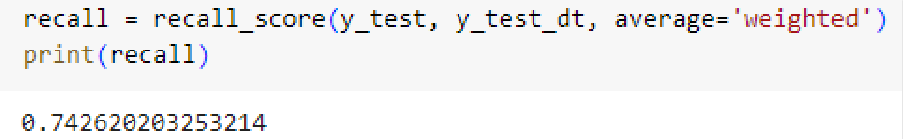 recall = recall_score(y_test, y_test_dt, average='weighted')
print(recall)
0.742620203253214